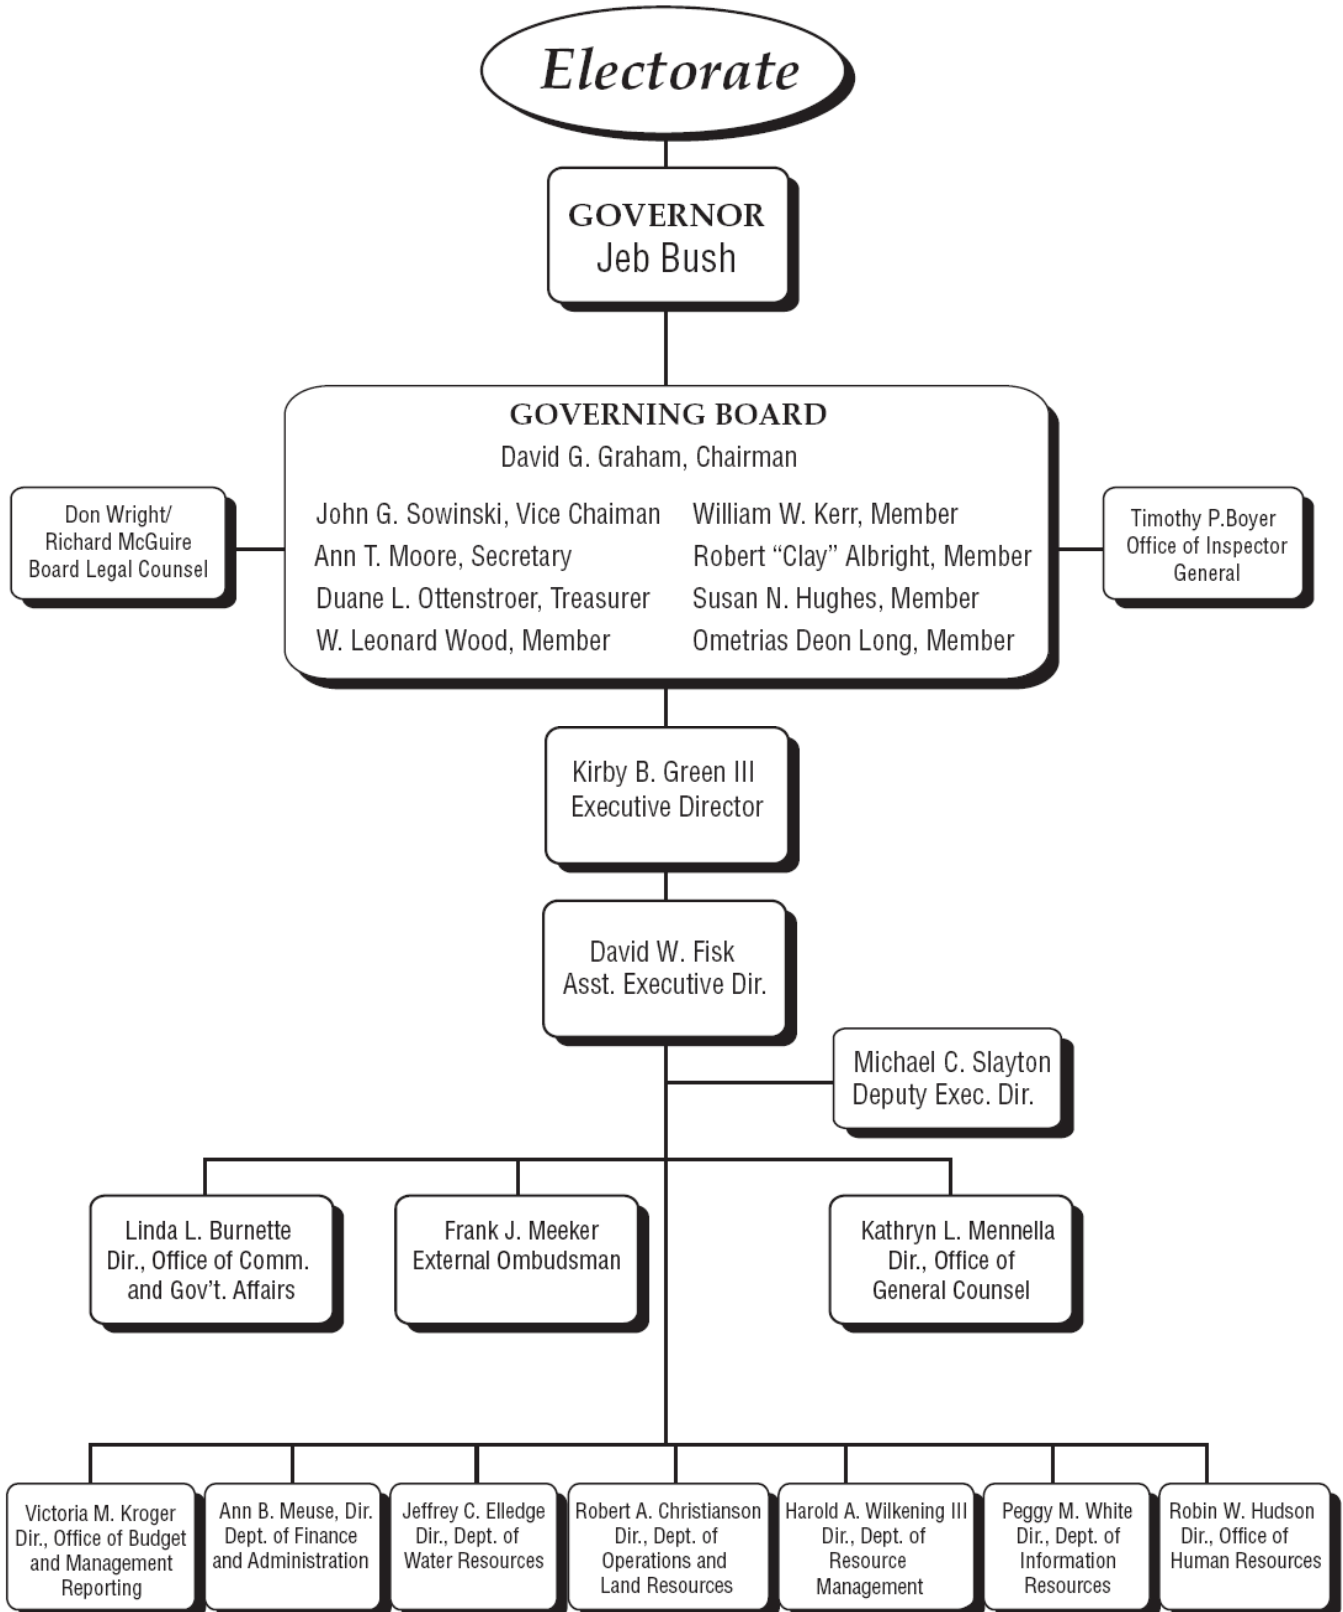 Electorate
GOVERNOR
Jeb Bush
GOVERNING BOARD
David G. Graham, Chairman
John G. Sowinski, Vice Chaiman
Ann T. Moore, Secretary
Duane L. Ottenstroer, Treasurer
W. Leonard Wood, Member
William W. Kerr, Member
Robert “Clay” Albright, Member
Susan N. Hughes, Member
Ometrias Deon Long, Member
Don Wright/
Richard McGuire
Board Legal Counsel
Timothy P.Boyer
Office of Inspector
General
Kirby B. Green III
Executive Director
David W. Fisk
Asst. Executive Dir.
Michael C. Slayton
Deputy Exec. Dir.
Linda L. Burnette
Dir., Office of Comm.
and Gov’t. Affairs
Frank J. Meeker
External Ombudsman
Kathryn L. Mennella
Dir., Office of
General Counsel
Victoria M. Kroger
Dir., Office of Budget
and Management
Reporting
Ann B. Meuse, Dir.
Dept. of Finance
and Administration
Jeffrey C. Elledge
Dir., Dept. of
Water Resources
Robert A. Christianson
Dir., Dept. of
Operations and
Land Resources
Harold A. Wilkening III
Dir., Dept. of
Resource
Management
Peggy M. White
Dir., Dept. of
Information
Resources
Robin W. Hudson
Dir., Office of
Human Resources